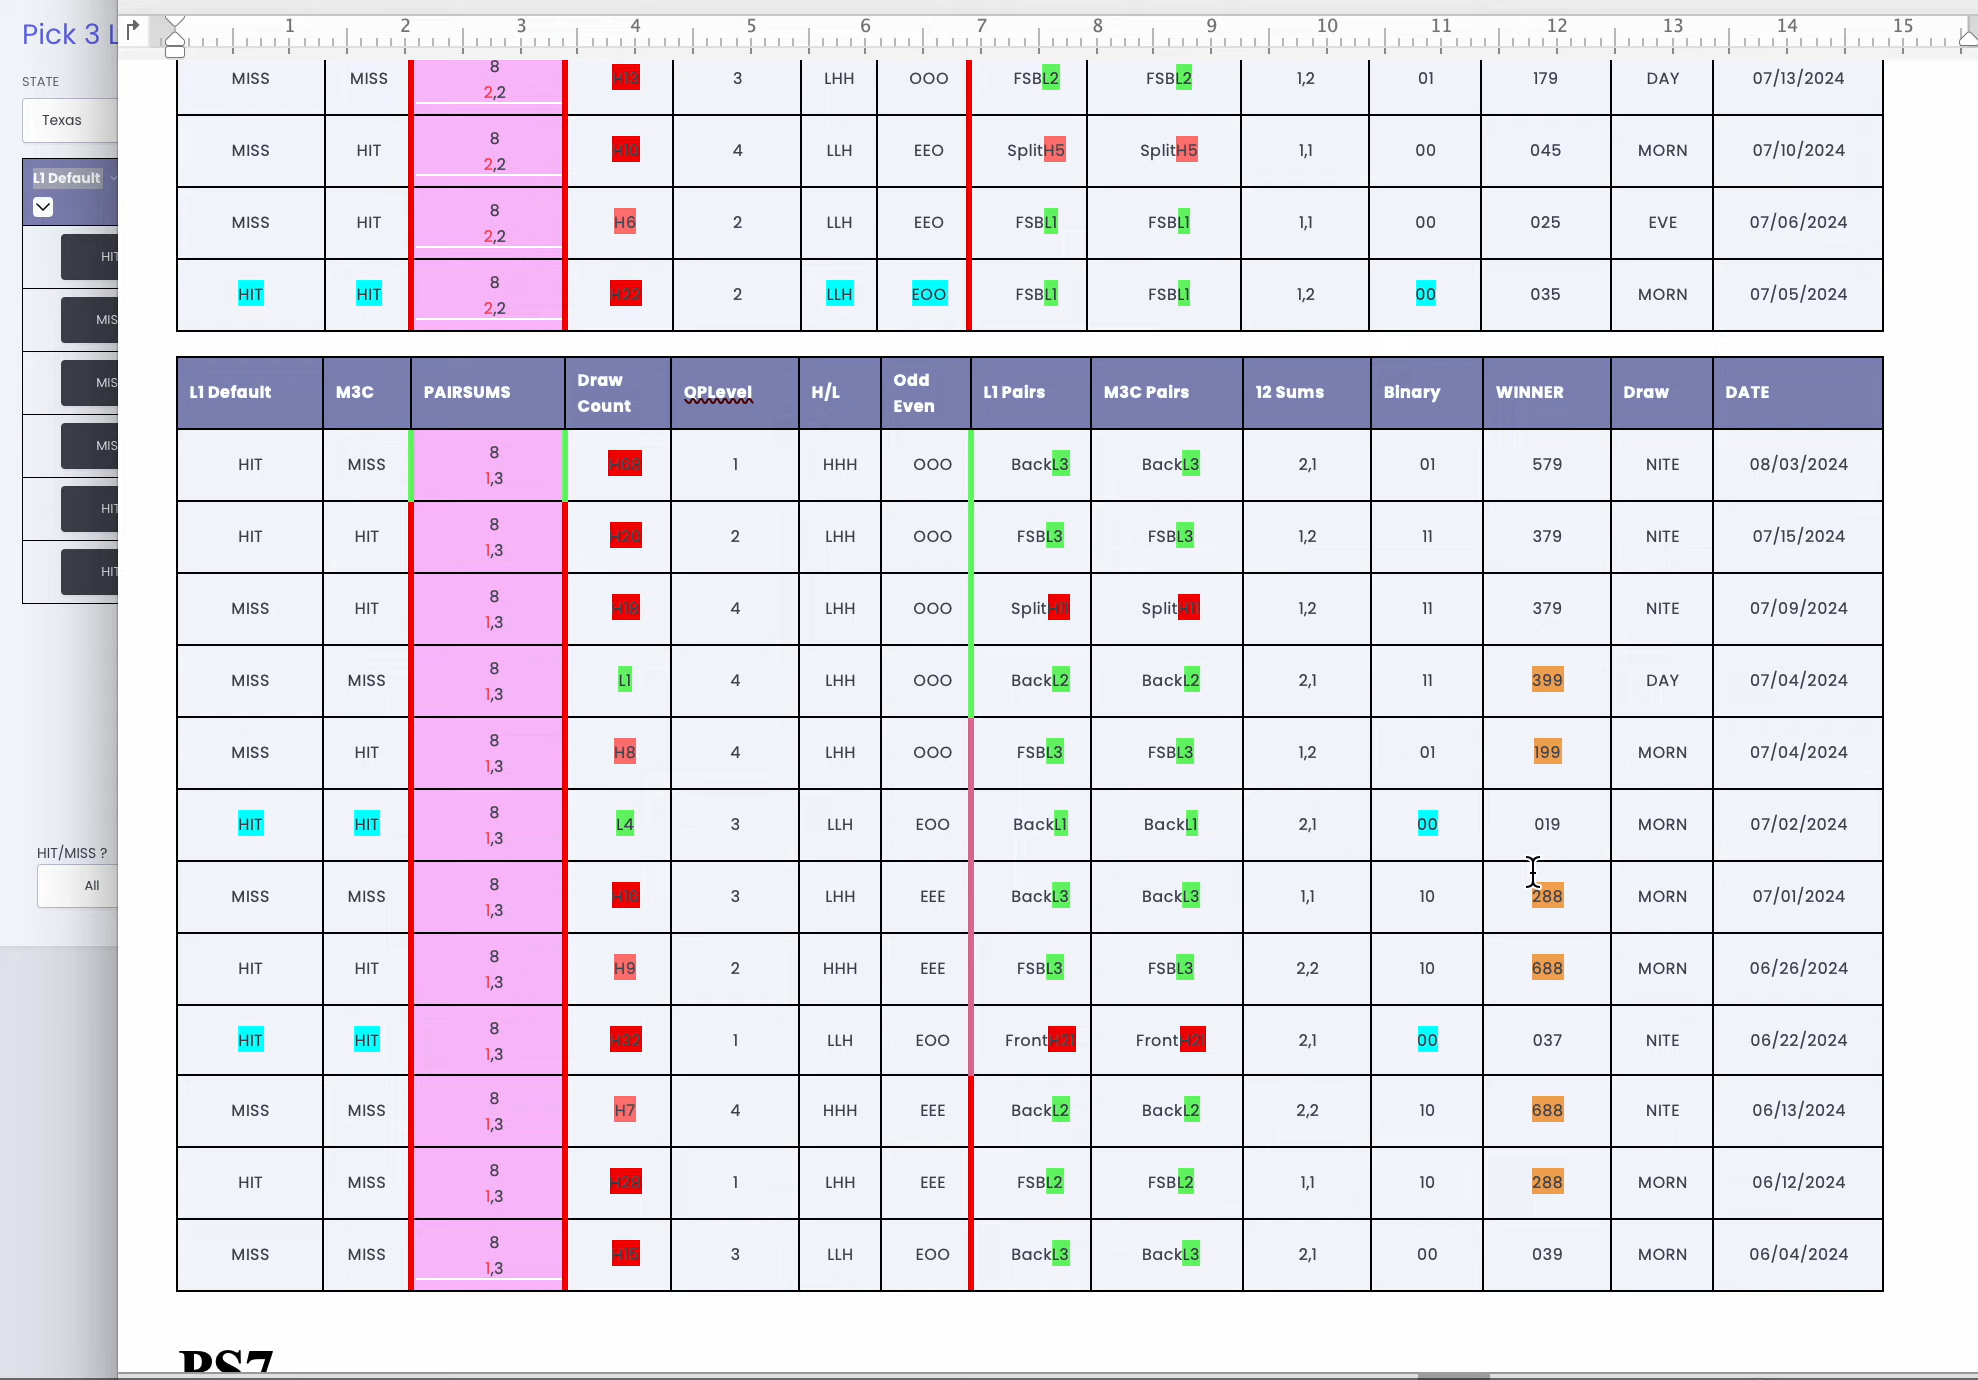 1 2 3 4 5 6 7 8 9 10 11 12 13 14 15
Pick 3 L
STATE
Texas
L1 Default
HIT
MIS
MIS
MIS
HIT
HIT
HIT/MISS ?
All
MISS MISS 8 2,2 H12 3 LHH OOO FSBL2 FSBL2 1,2 01 179 DAY 07/13/2024
MISS HIT 8 2,2 4 LLH EEO SplitH5 SplitH5 1,1 00 045 MORN 07/10/2024
MISS HIT 8 2,2 H6 2 LLH EEO FSBL1 FSBL1 1,1 00 025 EVE 07/06/2024
HIT HIT 8 2,2 H22 2 LLH EOO FSBL1 FSBL1 1,2 00 035 MORN 07/05/2024
L1 Default M3C PAIRSUMS Draw Count QPLevel H/L Odd Even L1 Pairs M3C Pairs 12 Sums Binary WINNER Draw DATE
HIT MISS 8 1,3 H68 1 HHH OOO BackL3 BackL3 2,1 01 579 NITE 08/03/2024
HIT HIT 8 1,3 2 LHH OOO FSBL3 FSBL3 1,2 11 379 NITE 07/15/2024
MISS HIT 8 1,3 4 LHH OOO Split Split 1,2 11 379 NITE 07/09/2024
MISS MISS 8 1,3 L1 4 LHH OOO BackL2 BackL2 2,1 11 399 DAY 07/04/2024
MISS HIT 8 1,3 H8 4 LHH OOO FSBL3 FSBL3 1,2 01 199 MORN 07/04/2024
HIT HIT 8 1,3 L4 3 LLH EOO BackL1 BackL1 2,1 00 019 MORN 07/02/2024
MISS MISS 8 1,3 3 LHH EEE BackL3 BackL3 1,1 10 288 MORN 07/01/2024
HIT HIT 8 1,3 H9 2 HHH EEE FSBL3 FSBL3 2,2 10 688 MORN 06/26/2024
HIT HIT 8 1,3 H32 1 LLH EOO Front Front 2,1 00 037 NITE 06/22/2024
MISS MISS 8 1,3 H7 4 HHH EEE BackL2 BackL2 2,2 10 688 NITE 06/13/2024
HIT MISS 8 1,3 1 LHH EEE FSBL2 FSBL2 1,1 10 288 MORN 06/12/2024
MISS MISS 8 1,3 H15 3 LLH EOO BackL3 BackL3 2,1 00 039 MORN 06/04/2024
PS7